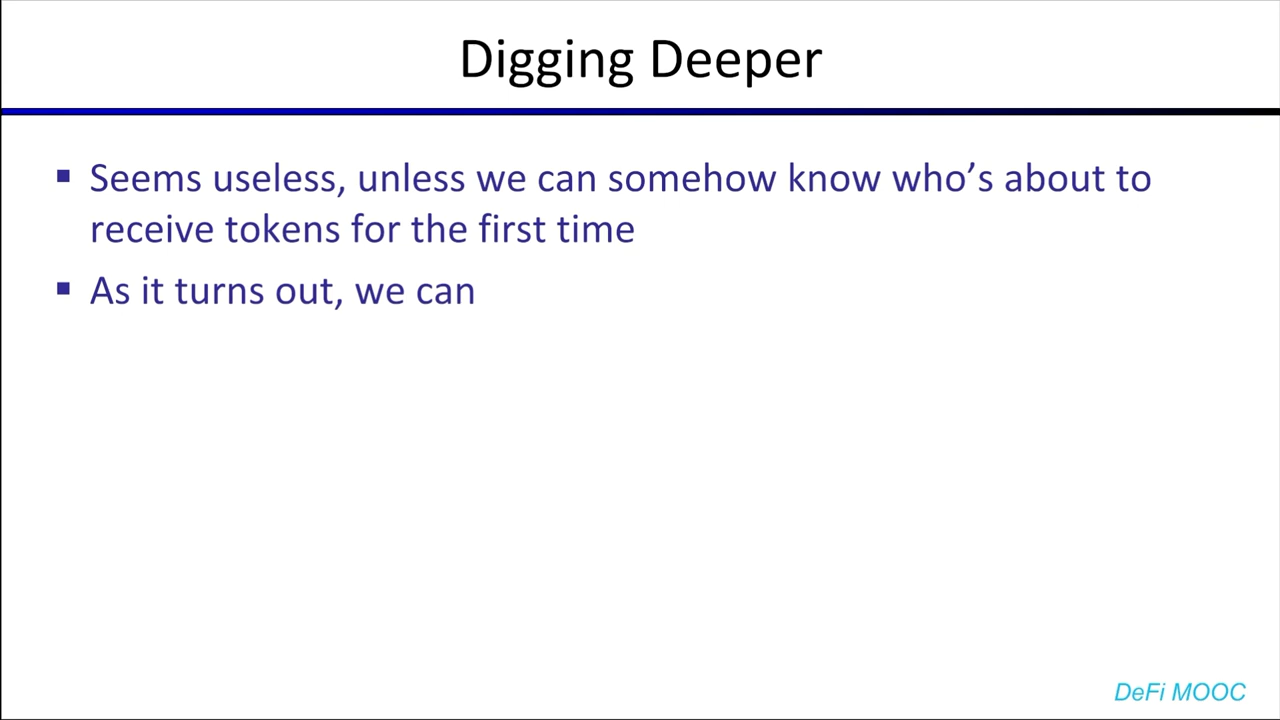 Digging Deeper
▪ Seems useless, unless we can somehow know who’s about to
receive tokens for the first time
▪ As it turns out, we can
DeFi MOOC